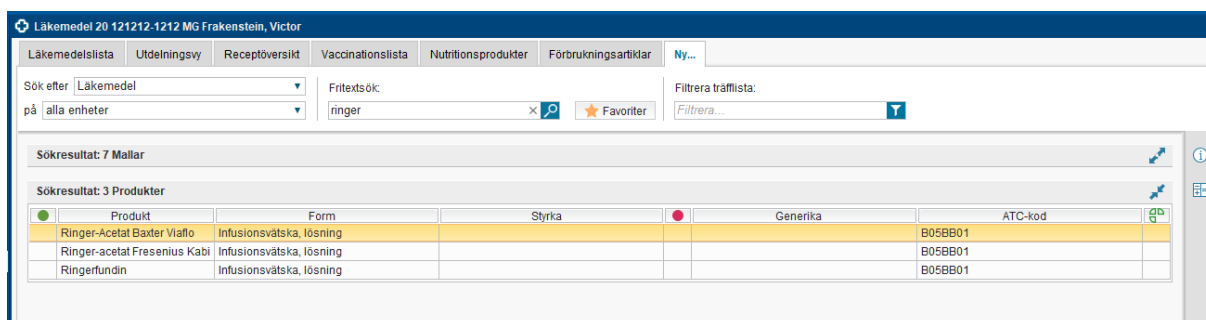 Läkemedel 20 121212-1212 MG Frakenstein, Victor
Läkemedelslista Utdelningsvy Receptöversikt Vaccinationslista Nutritionsprodukter Förbrukningsartiklar Ny...
Sök efter Läkemedel Fritextsök: Filtrera träfflista:
på alla enheter ringer Favoriter Filtrera...
Sökresultat: 7 Mallar
Sökresultat: 3 Produkter
Produkt Form Styrka Generika ATC-kod
Ringer-Acetat Baxter Viaflo Infusionsvätska, lösning B05BB01
Ringer-acetat Fresenius Kabi Infusionsvätska, lösning B05BB01
Ringerfundin Infusionsvätska, lösning B05BB01